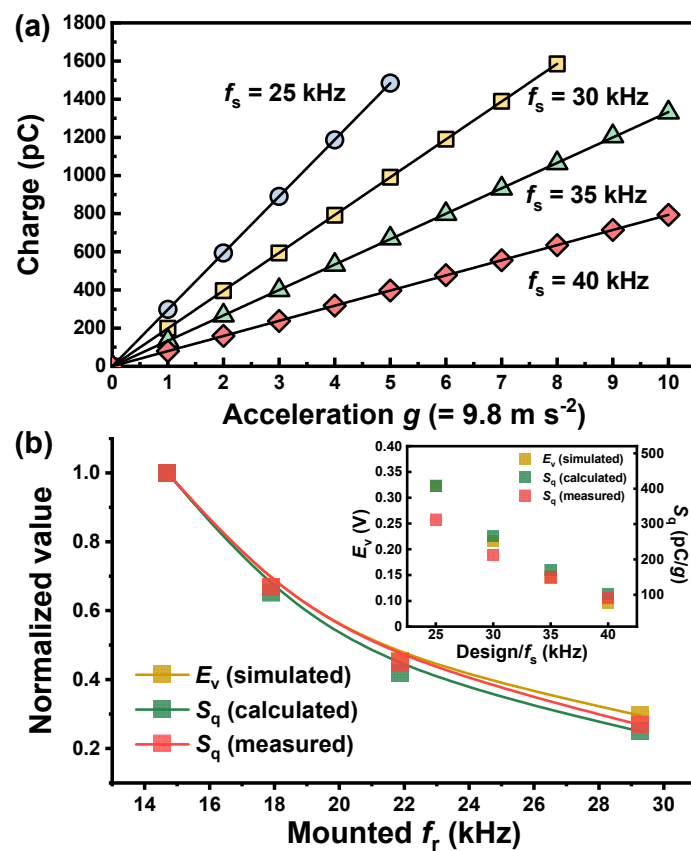 (a)
1800
1600
1400
1200
1000
800
600
400
200
0
Charge (pC)
fs = 25 kHz
fs = 30 kHz
fs = 35 kHz
fs = 40 kHz
0 1 2 3 4 5 6 7 8 9 10
Acceleration g (= 9.8 m s-2)
(b)
1.0
0.8
0.6
0.4
0.2
Normalized value
Ev (simulated)
Sq (calculated)
Sq (measured)
14 16 18 20 22 24 26 28 30
Mounted fr (kHz)
0.40
0.35
0.30
0.25
0.20
0.15
0.10
Ev (V)
Ev (simulated)
Sq (calculated)
Sq (measured)
500
400
300
200
100
Sq (pC/g)
25 30 35 40
Design/fs (kHz)